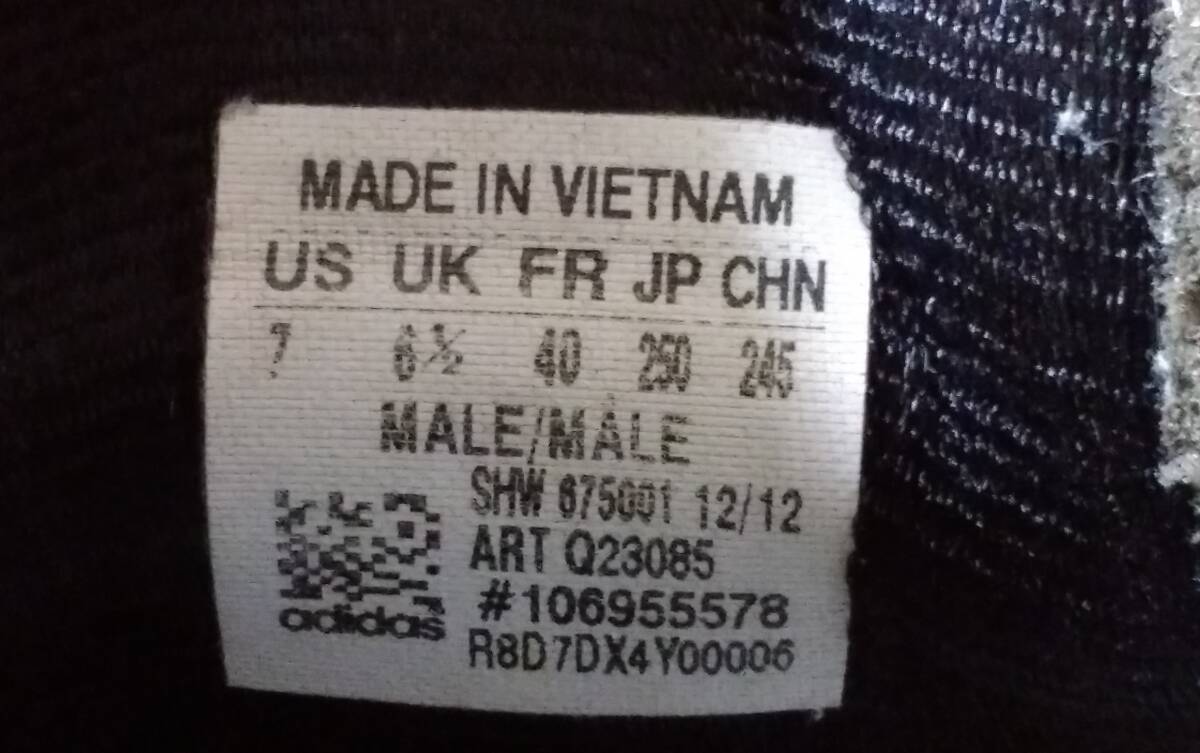 MADE IN VIETNAM
US UK FR JP CHN
7 6½ 40 250 245
MALE/MALE
SHW 675001 12/12
ART Q23085
#106955578
R8D7DX4Y00006
adidas